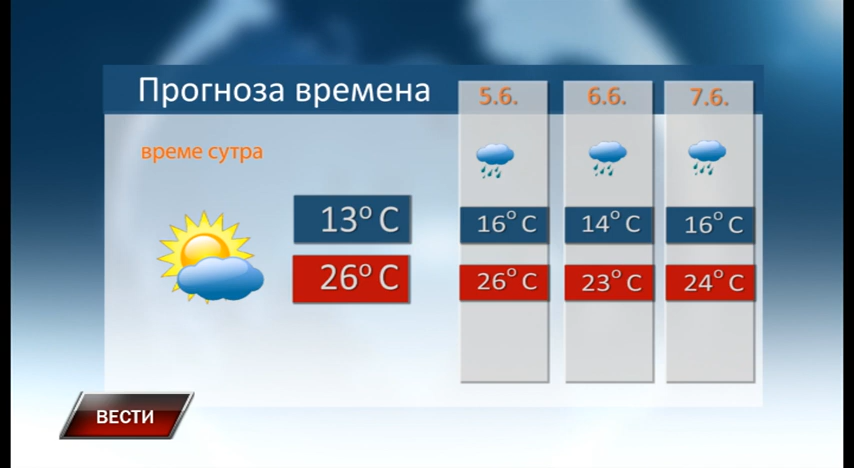 Прогноза времена
време сутра
13° C
26° C
5.6.
16° C
26° C
6.6.
14° C
23° C
7.6.
16° C
24° C
ВЕСТИ